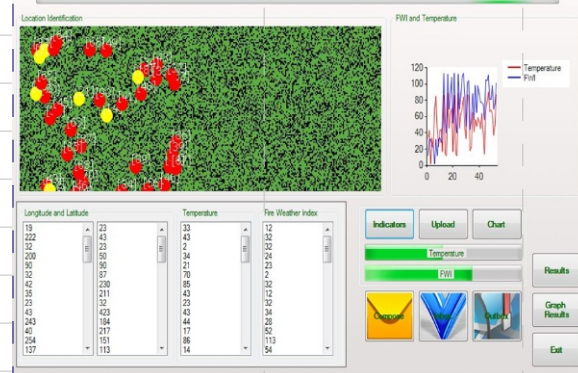 Location Identification
FWI and Temperature
120
100
80
60
40
20
0
0 20 40
Temperature
FWI
Longitude and Latitude
Temperature
Fire Weather Index
19 23 33 12
222 43 43 32
32 23 2 32
200 50 34 24
90 90 21 23
32 87 70 2
42 230 85 32
35 211 43 12
23 32 23 32
43 423 43 34
243 184 44 28
40 217 17 52
254 151 86 113
137 113 14 54
Indicators
Upload
Chart
Temperature
FWI
Compose
Inbox
Outbox
Results
Graph
Results
Exit